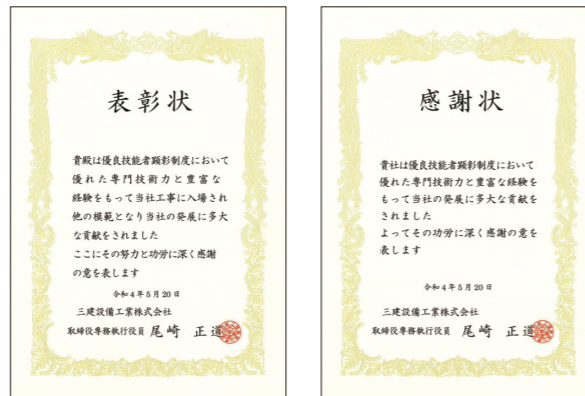 表彰状
貴殿は優良技能者顕彰制度において
優れた専門技術力と豊富な
経験をもって当社工事に入場され
他の模範となり当社の発展に多大
な貢献をされました
ここにその努力と功労に深く感謝
の意を表します
令和4年5月20日
三建設備工業株式会社
取締役専務執行役員 尾崎 正道
感謝状
貴社は優良技能者顕彰制度において
優れた専門技術力と豊富な経験を
もって当社の発展に多大な貢献を
されました
よってその功労に深く感謝の意を
表します
令和4年5月20日
三建設備工業株式会社
取締役専務執行役員 尾崎 正道